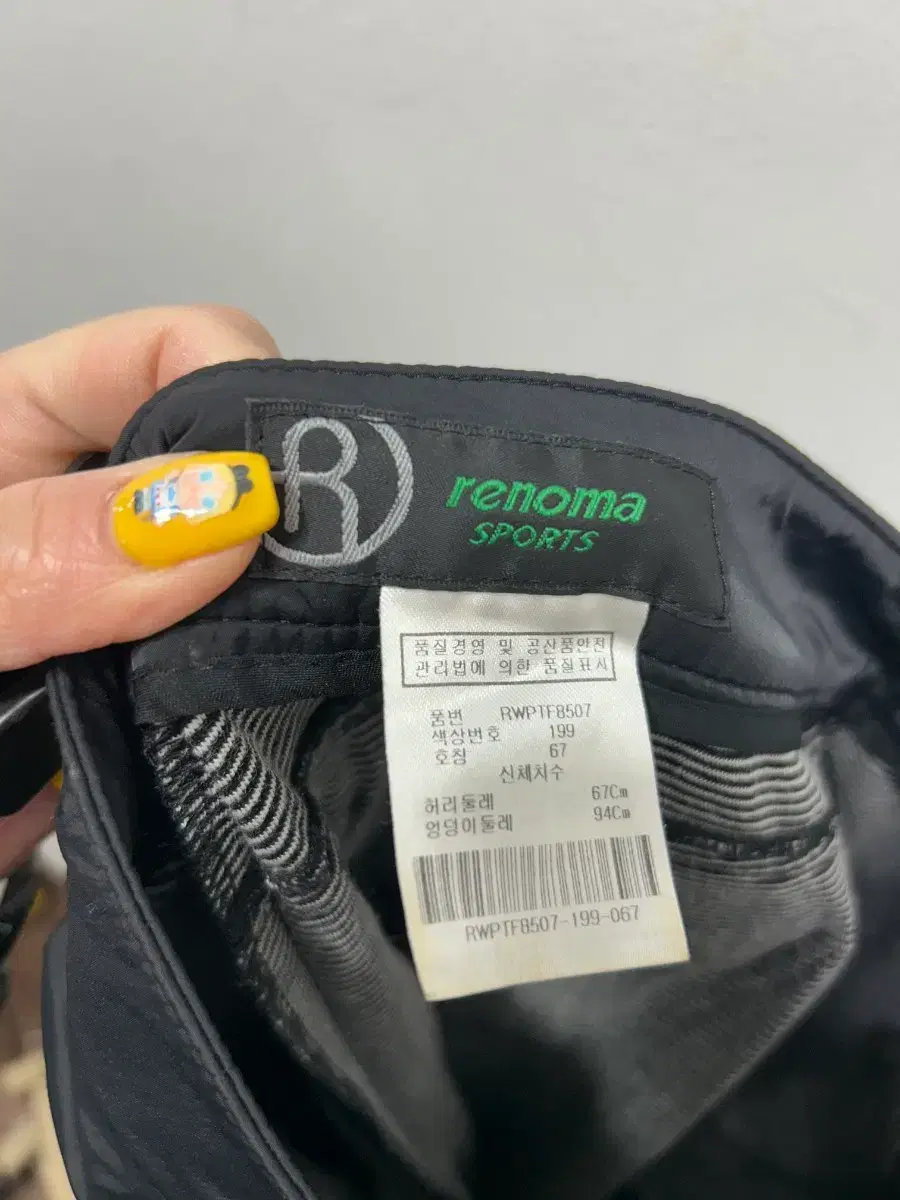 R
renoma
SPORTS
품질경영 및 공산품안전
관리법에 의한 품질표시
품번 RWPTF8507
색상번호 199
호칭 67
신체치수
허리둘레 67Cm
엉덩이둘레 94Cm
RWPTF8507-199-067